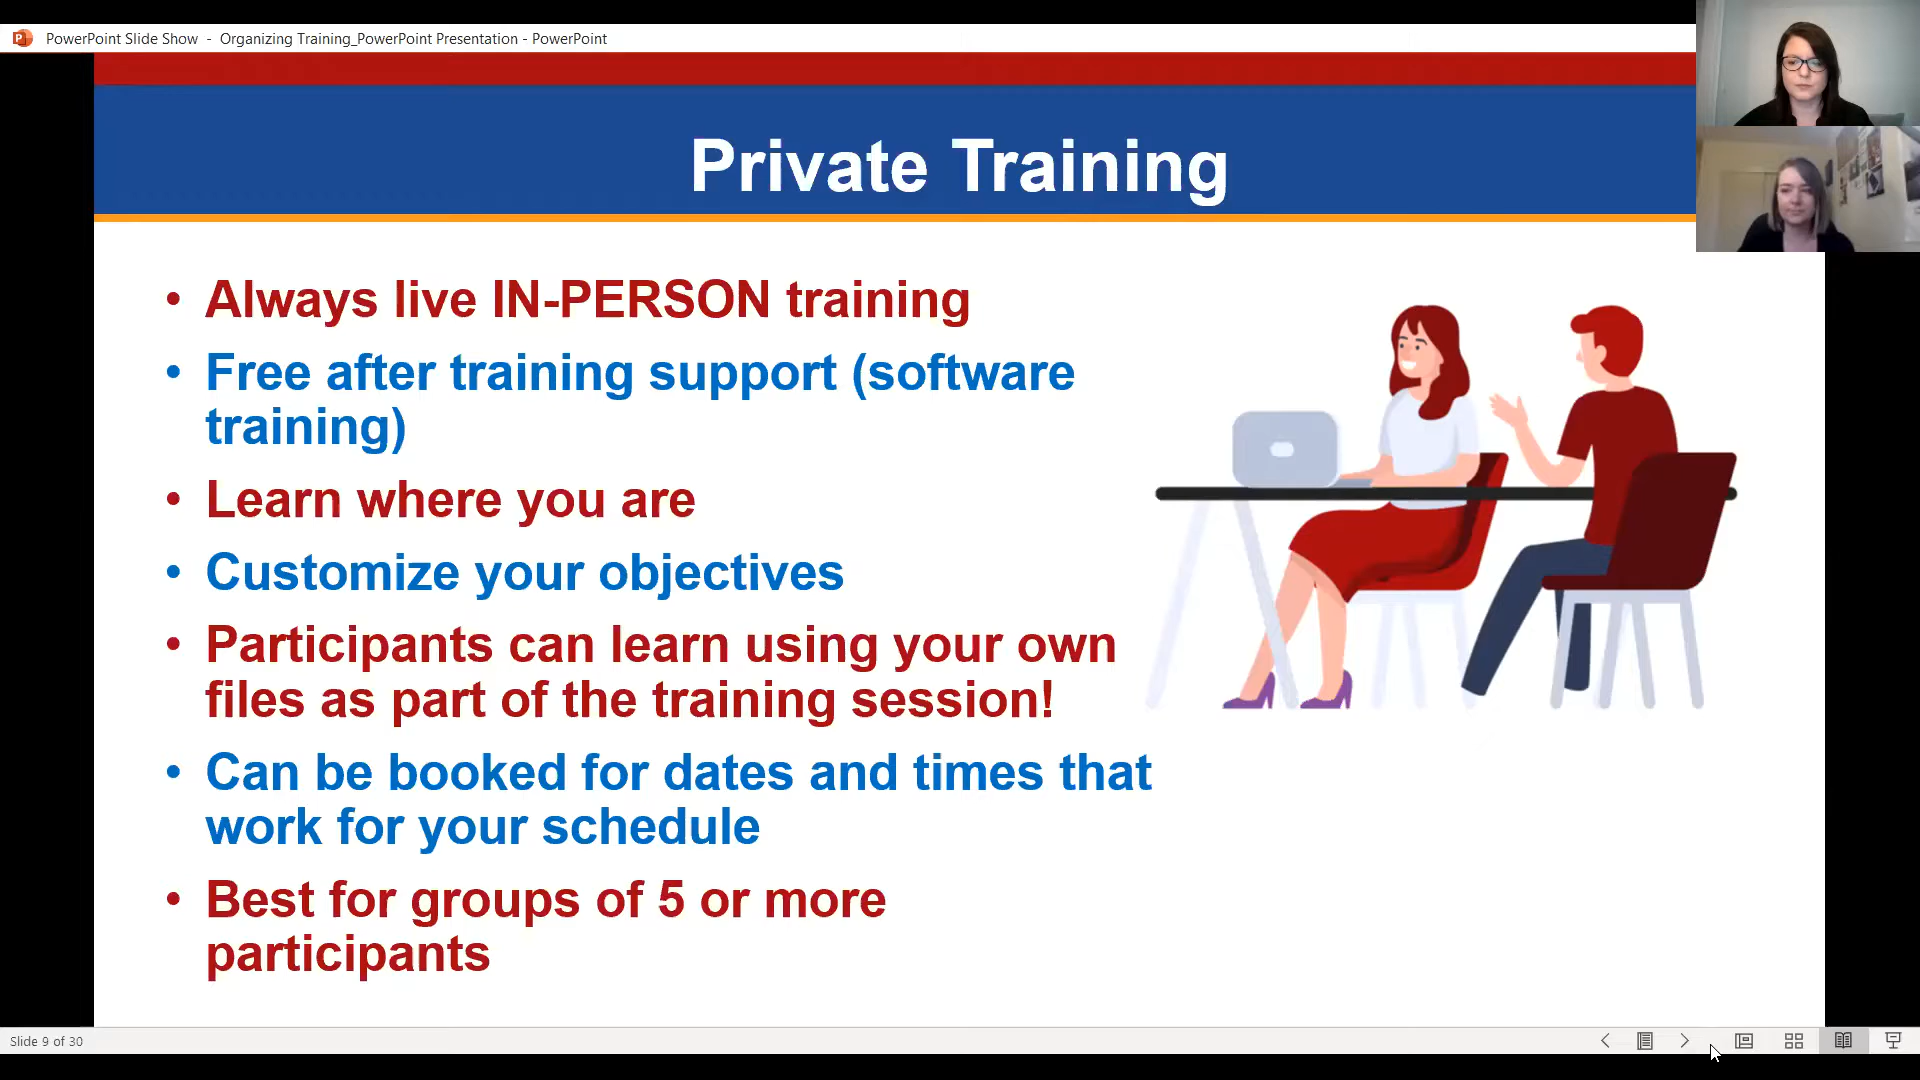 PowerPoint Slide Show - Organizing Training_PowerPoint Presentation - PowerPoint
Private Training
• Always live IN-PERSON training
• Free after training support (software
training)
• Learn where you are
• Customize your objectives
• Participants can learn using your own
files as part of the training session!
• Can be booked for dates and times that
work for your schedule
• Best for groups of 5 or more
participants
Slide 9 of 30